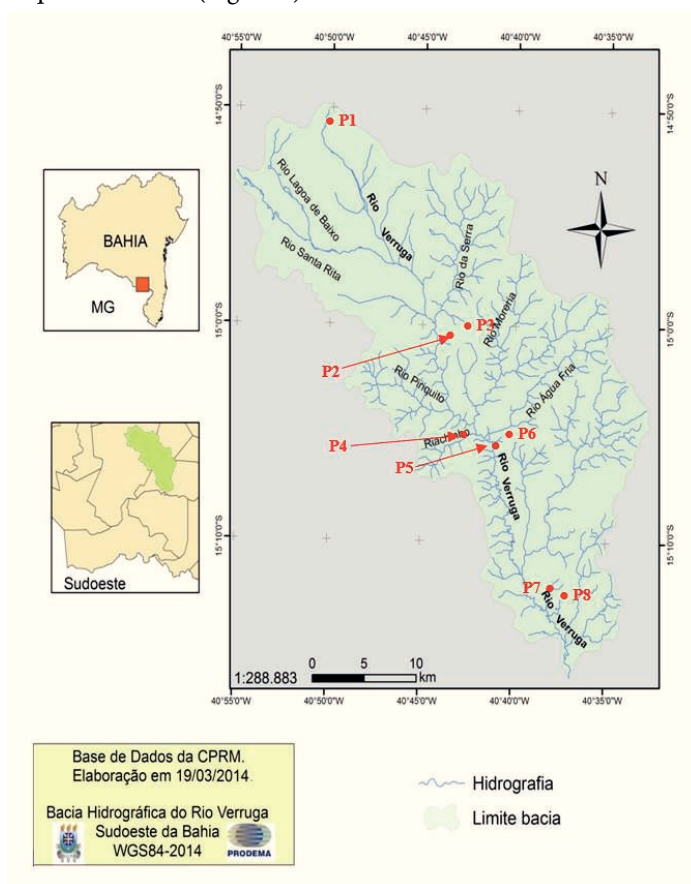 40°55'0"W 40°50'0"W 40°45'0"W 40°40'0"W 40°35'0"W
14°50'0"S
14°50'0"S
P1
N
Rio Lagoa de Baixo
Rio Verruga
Rio da Serra
Rio Santa Rita
BAHIA
MG
15°0'0"S
15°0'0"S
P3
Rio Moreria
P2
Rio Pinquito
Rio Água Fria
P4
P6
P5
Rio Verruga
Sudoeste
15°10'0"S
15°10'0"S
P7
P8
Rio Verruga
1:288.883
0 5 10
km
40°55'0"W 40°50'0"W 40°45'0"W 40°40'0"W 40°35'0"W
Base de Dados da CPRM.
Elaboração em 19/03/2014.
Bacia Hidrográfica do Rio Verruga
Sudoeste da Bahia
WGS84-2014
PRODEMA
Hidrografia
Limite bacia